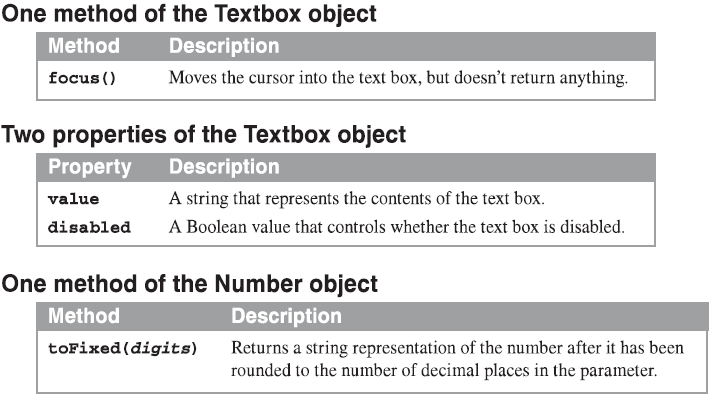 One method of the Textbox object
Method Description
focus() Moves the cursor into the text box, but doesn't return anything.
Two properties of the Textbox object
Property Description
value A string that represents the contents of the text box.
disabled A Boolean value that controls whether the text box is disabled.
One method of the Number object
Method Description
toFixed(digits) Returns a string representation of the number after it has been
rounded to the number of decimal places in the parameter.